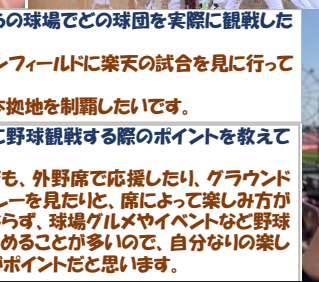 らの球場でどの球団を実際に観戦した
ンフィールドに楽天の試合を見に行って
本拠地を制覇したいです。
に野球観戦する際のポイントを教えて
でも、外野席で応援したり、グラウンド
レーを見たりと、席によって楽しみ方が
らず、球場グルメやイベントなど野球
めることが多いので、自分なりの楽し
がポイントだと思います。